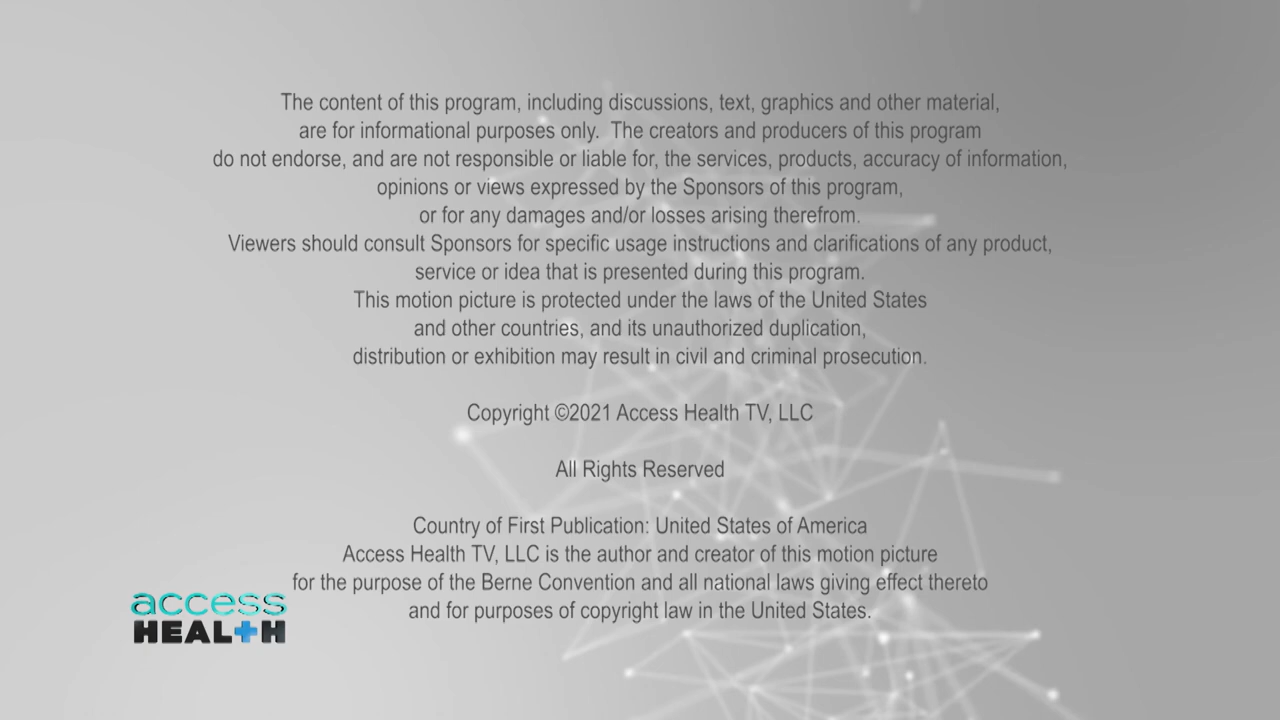 The content of this program, including discussions, text, graphics and other material,
are for informational purposes only.  The creators and producers of this program
do not endorse, and are not responsible or liable for, the services, products, accuracy of information,
opinions or views expressed by the Sponsors of this program,
or for any damages and/or losses arising therefrom.
Viewers should consult Sponsors for specific usage instructions and clarifications of any product,
service or idea that is presented during this program.
This motion picture is protected under the laws of the United States
and other countries, and its unauthorized duplication,
distribution or exhibition may result in civil and criminal prosecution.
Copyright ©2021 Access Health TV, LLC
All Rights Reserved
Country of First Publication: United States of America
Access Health TV, LLC is the author and creator of this motion picture
for the purpose of the Berne Convention and all national laws giving effect thereto
and for purposes of copyright law in the United States.
access
HEALTH